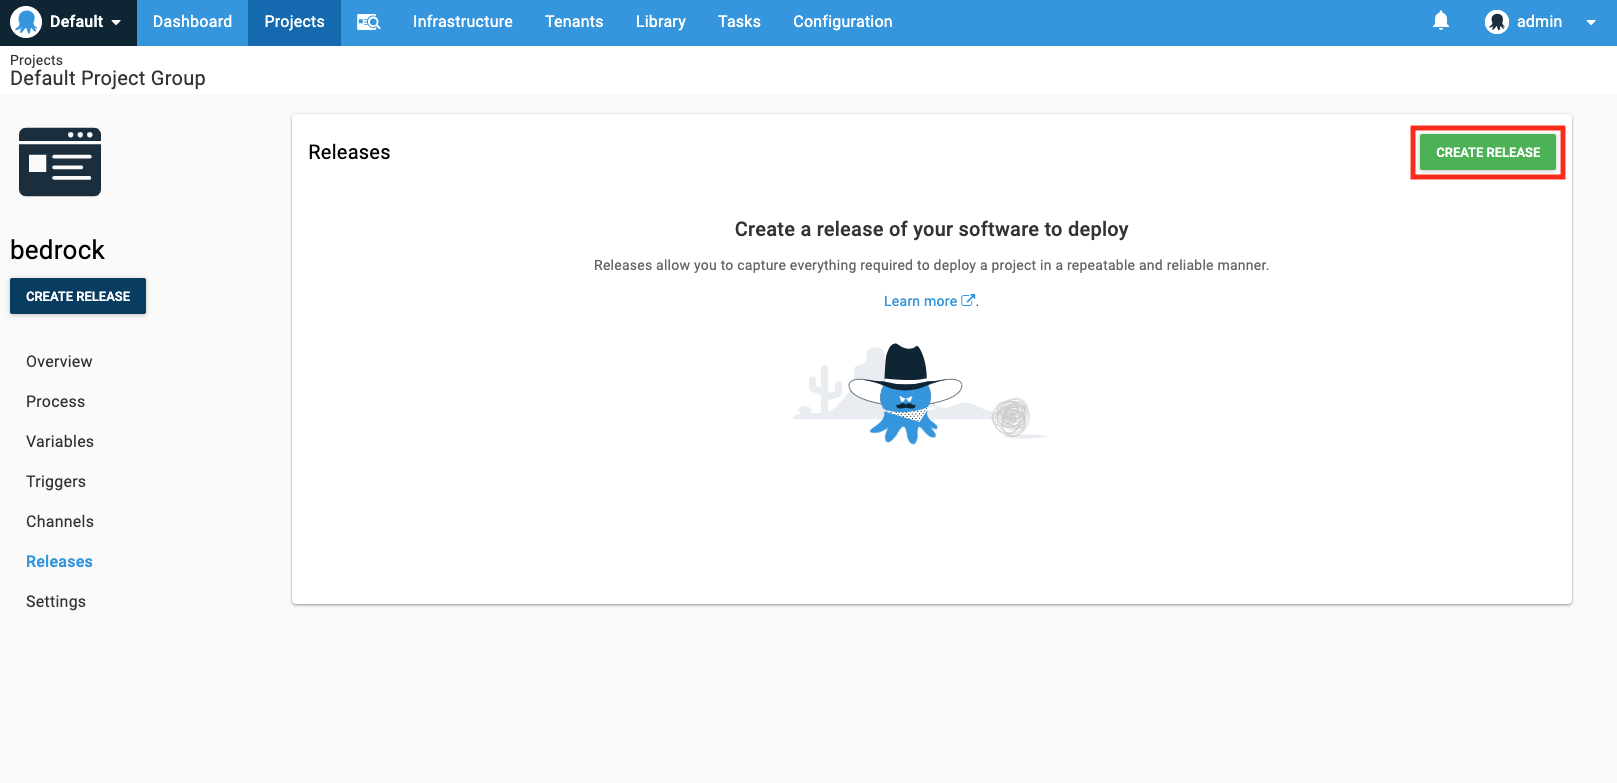 Default Dashboard Projects Infrastructure Tenants Library Tasks Configuration admin
Projects
Default Project Group
bedrock
CREATE RELEASE
Overview
Process
Variables
Triggers
Channels
Releases
Settings
Releases
CREATE RELEASE
Create a release of your software to deploy
Releases allow you to capture everything required to deploy a project in a repeatable and reliable manner.
Learn more.